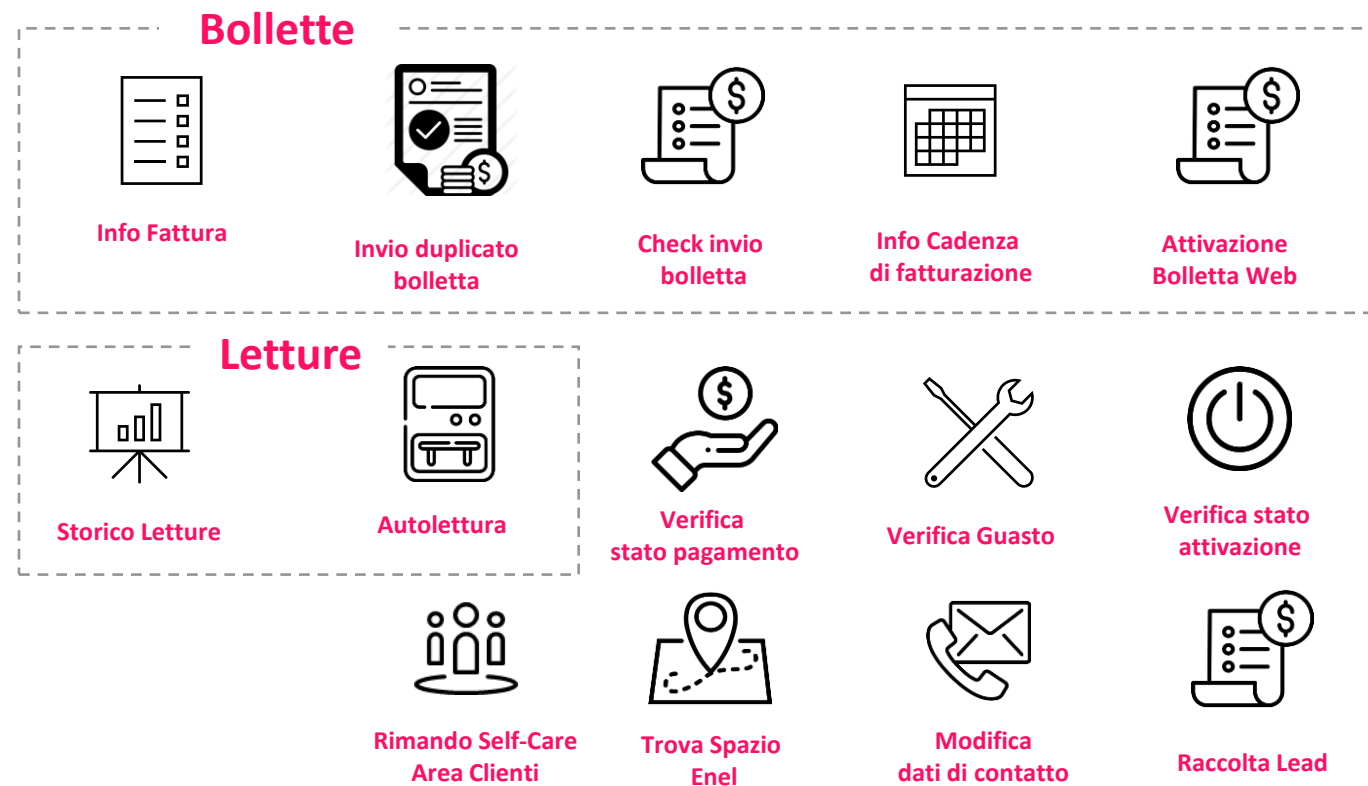 Bollette
Info Fattura
Invio duplicato
bolletta
Check invio
bolletta
Info Cadenza
di fatturazione
Attivazione
Bolletta Web
Letture
Storico Letture
Autolettura
Verifica
stato pagamento
Verifica Guasto
Verifica stato
attivazione
Rimando Self-Care
Area Clienti
Trova Spazio
Enel
Modifica
dati di contatto
Raccolta Lead